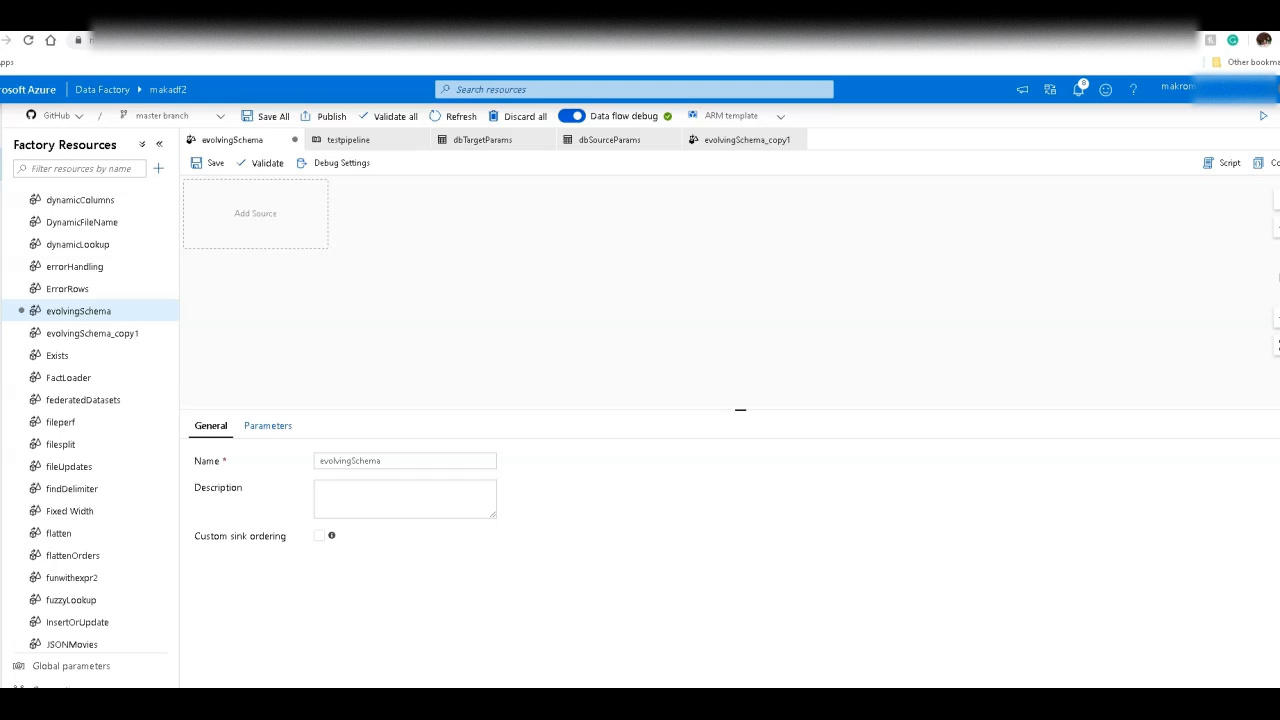 Other bookma
Data Factory
makadf2
Search resources
8
makrom
GitHub
/
master branch
Save All
Publish
Validate all
Refresh
Discard all
Data flow debug
ARM template
Factory Resources
evolvingSchema
testpipeline
dbTargetParams
dbSourceParams
evolvingSchema_copy1
Filter resources by name
Save
Validate
Debug Settings
Script
Co
Add Source
dynamicColumns
DynamicFileName
dynamicLookup
errorHandling
ErrorRows
evolvingSchema
evolvingSchema_copy1
Exists
FactLoader
federatedDatasets
fileperf
filesplit
fileUpdates
findDelimiter
Fixed Width
flatten
flattenOrders
funwithexpr2
fuzzyLookup
InsertOrUpdate
JSONMovies
Global parameters
General
Parameters
Name *
evolvingSchema
Description
Custom sink ordering